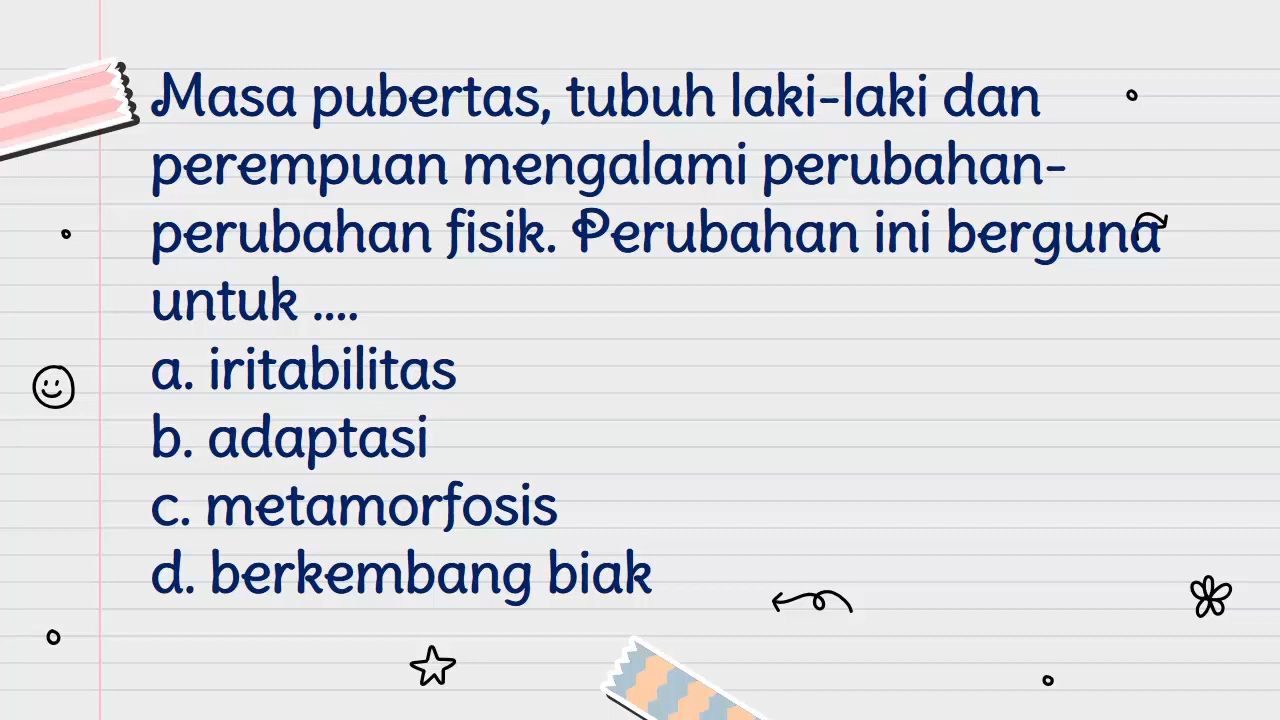 Masa pubertas, tubuh laki-laki dan
perempuan mengalami perubahan-
perubahan fisik. Perubahan ini berguna
untuk ....
a. iritabilitas
b. adaptasi
c. metamorfosis
d. berkembang biak